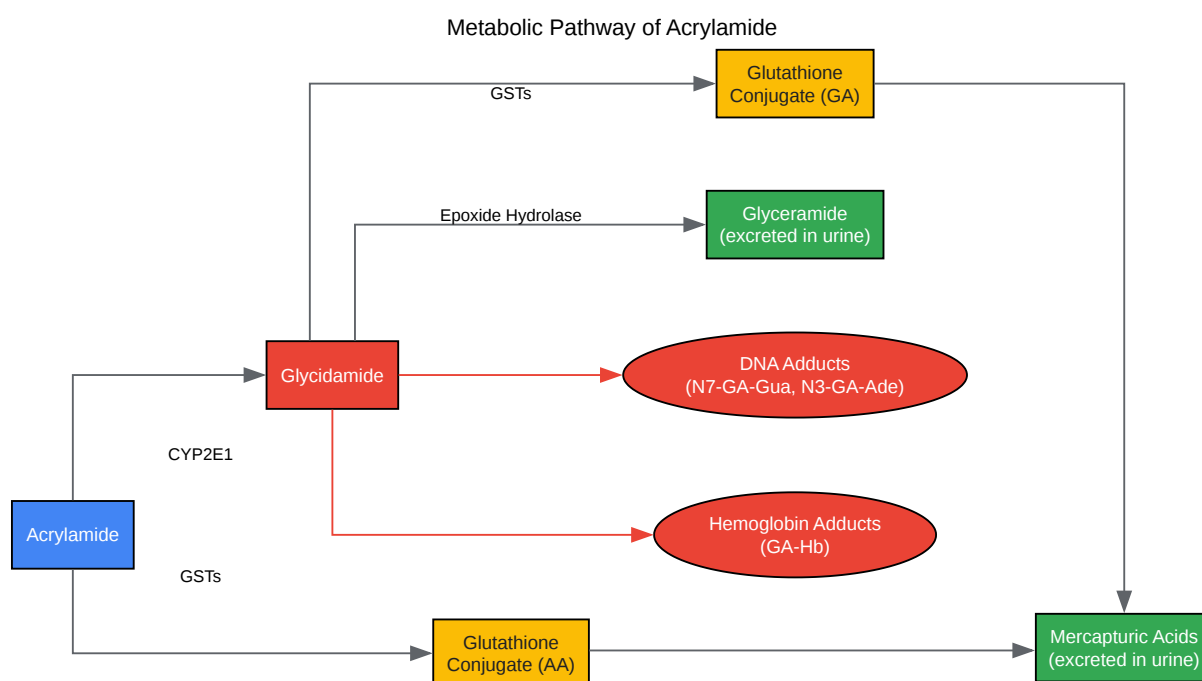 Metabolic Pathway of Acrylamide
Glutathione
Conjugate (GA)
GSTs
Epoxide Hydrolase
Glyceramide
(excreted in urine)
Glycidamide
DNA Adducts
(N7-GA-Gua, N3-GA-Ade)
CYP2E1
Acrylamide
Hemoglobin Adducts
(GA-Hb)
GSTs
Glutathione
Conjugate (AA)
Mercapturic Acids
(excreted in urine)